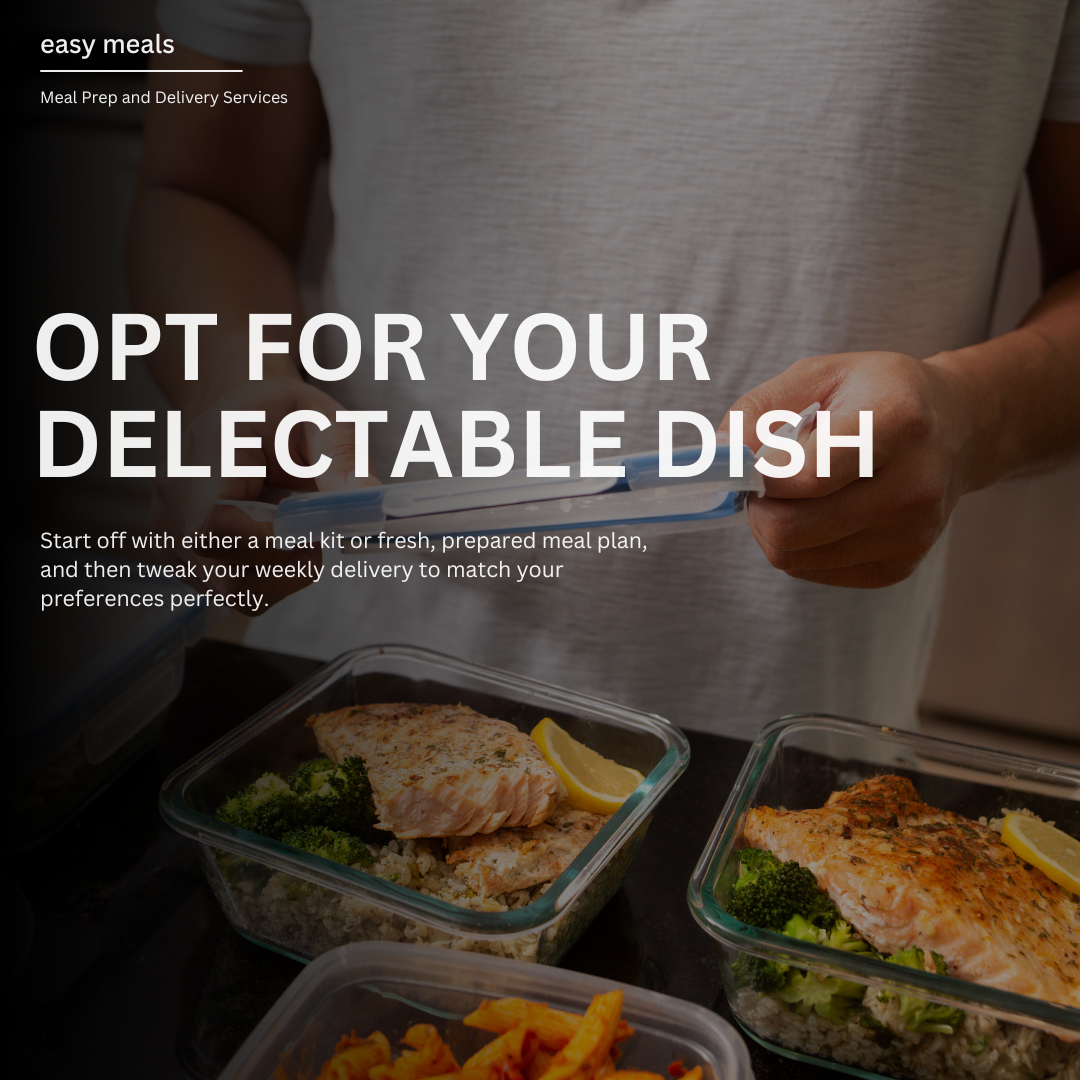 easy meals
Meal Prep and Delivery Services
OPT FOR YOUR
DELECTABLE DISH
Start off with either a meal kit or fresh, prepared meal plan,
and then tweak your weekly delivery to match your
preferences perfectly.